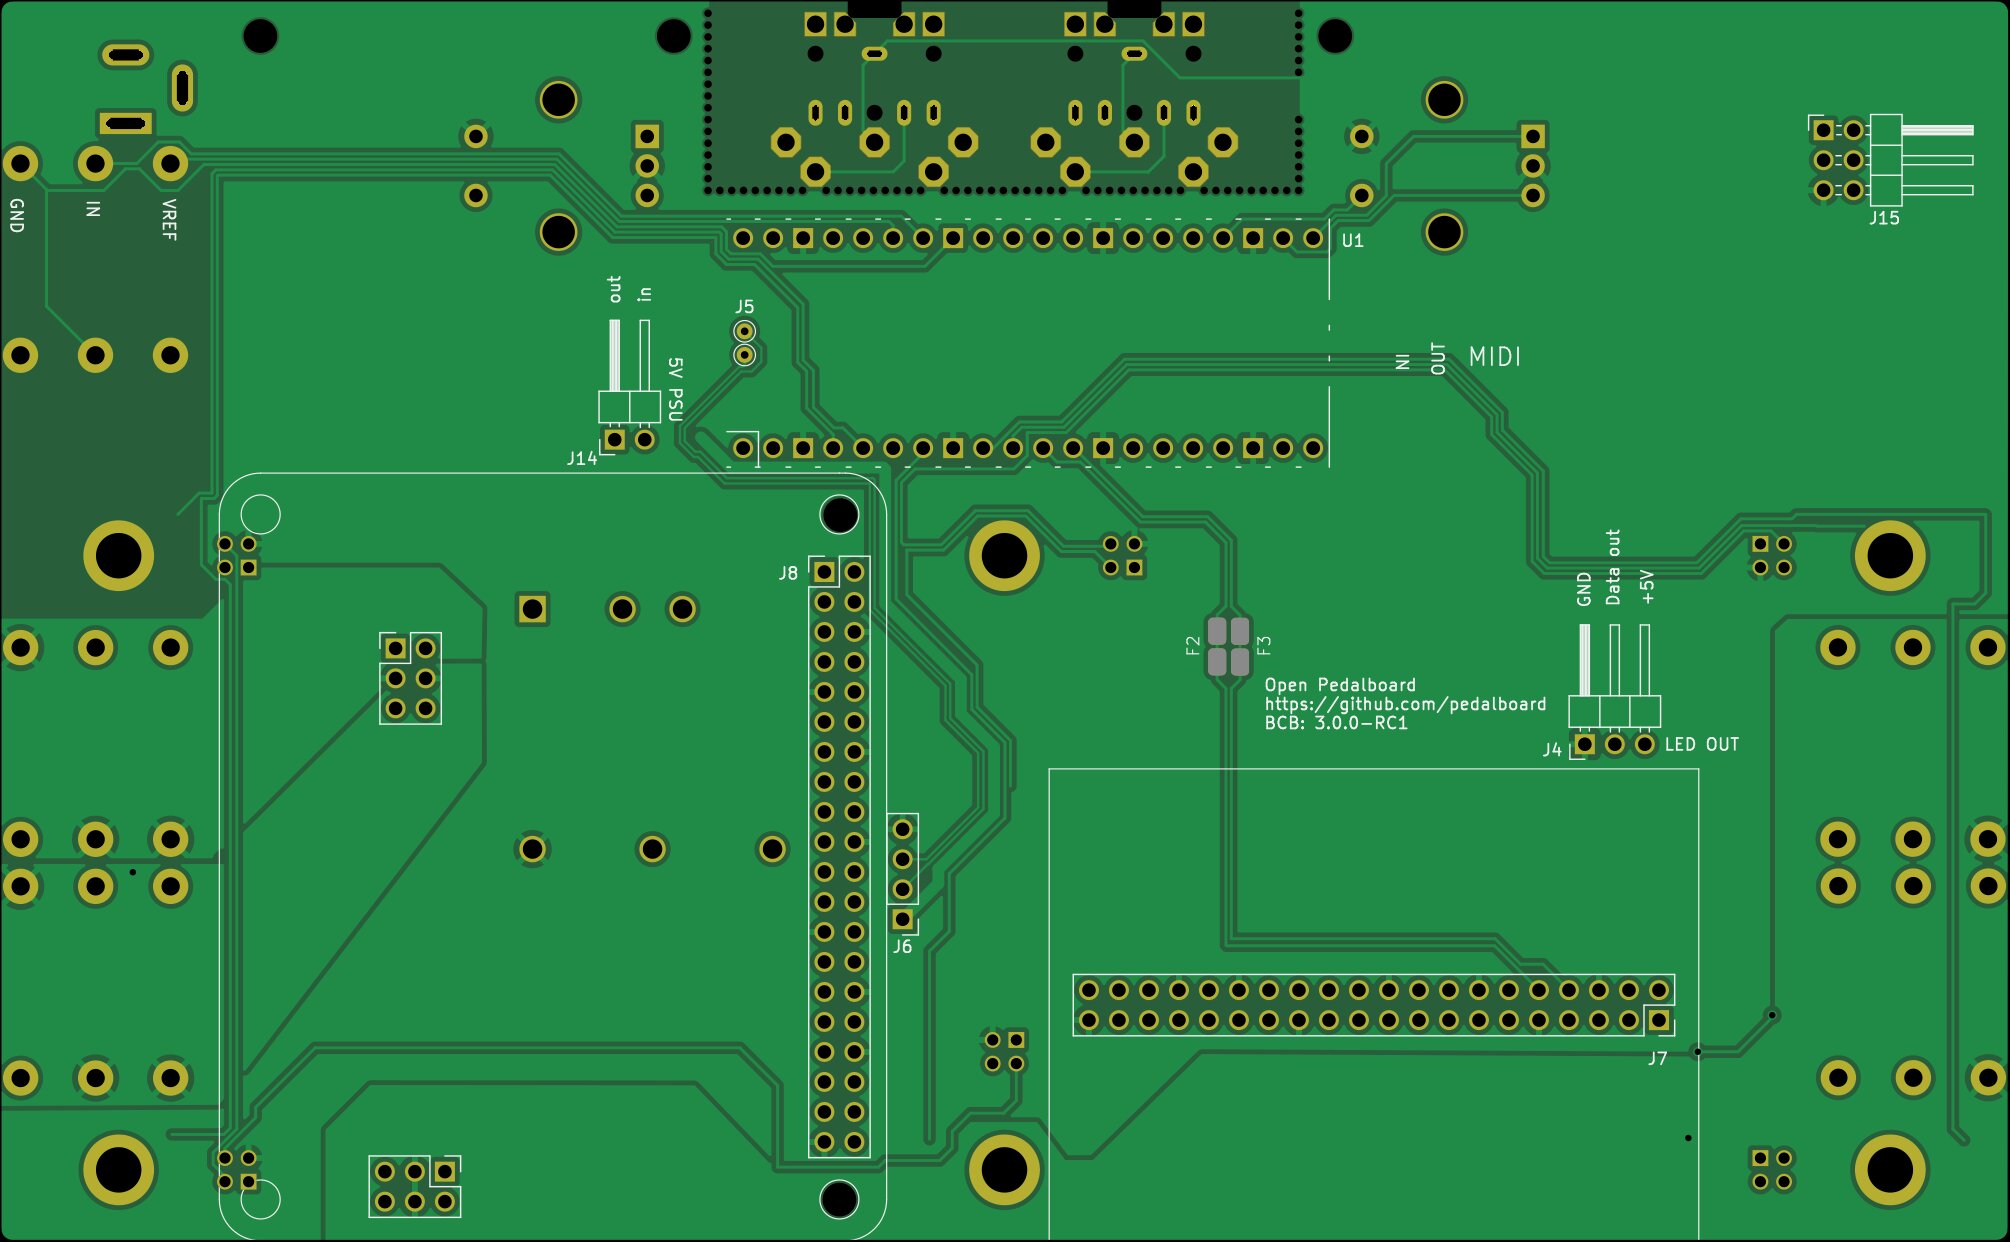 GND
IN
VREF
J15
U1
out
in
J5
5V PSU
J14
IN
OUT
MIDI
J8
GND
Data out
+5V
F2
F3
Open Pedalboard
https://github.com/pedalboard
BCB: 3.0.0-RC1
J4
LED OUT
J6
J7